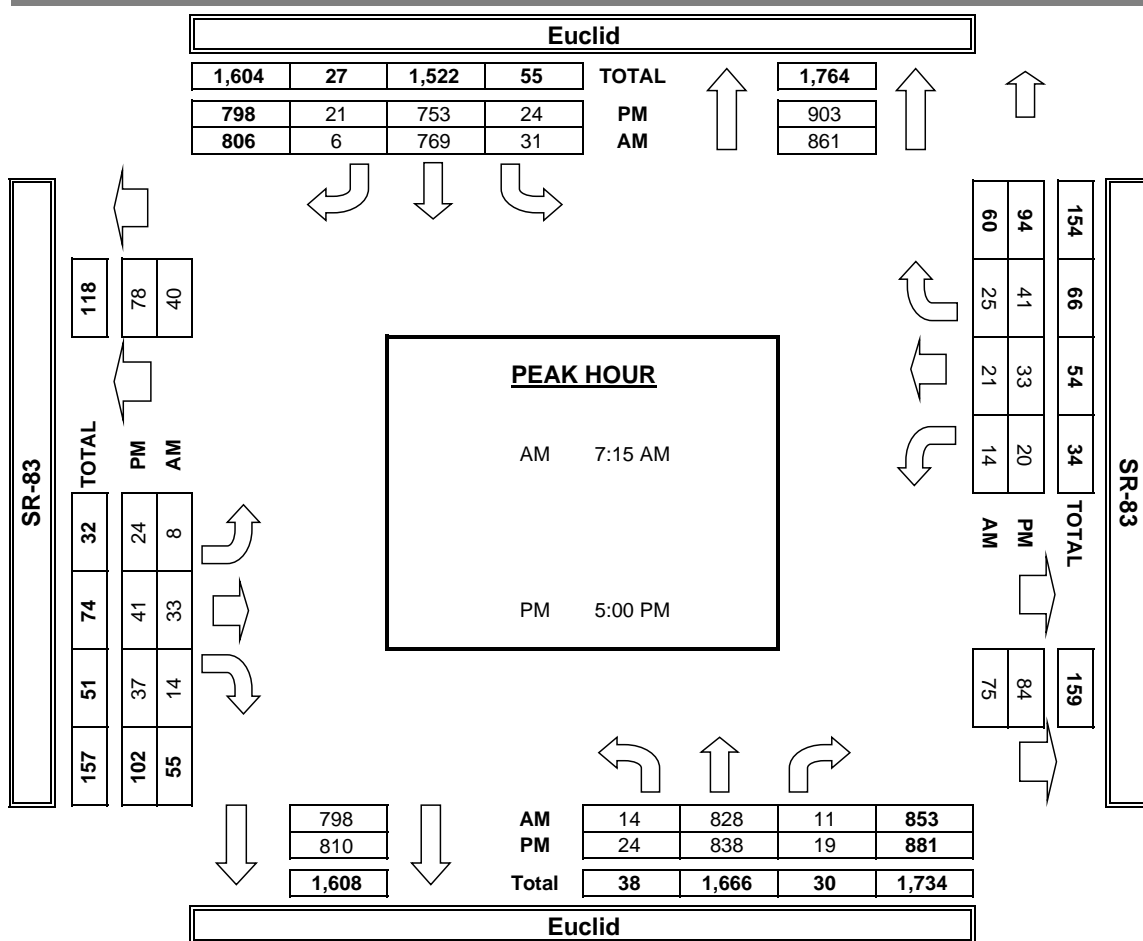 Euclid
1,604 27 1,522 55 TOTAL 1,764
798 21 753 24 PM 903
806 6 769 31 AM 861
SR-83
118
78
40
TOTAL PM AM
32 24 8
74 41 33
51 37 14
157 102 55
PEAK HOUR
AM 7:15 AM
PM 5:00 PM
60 94 154
25 41 66
21 33 54
14 20 34
AM PM TOTAL
75 84 159
SR-83
798 AM 14 828 11 853
810 PM 24 838 19 881
1,608 Total 38 1,666 30 1,734
Euclid